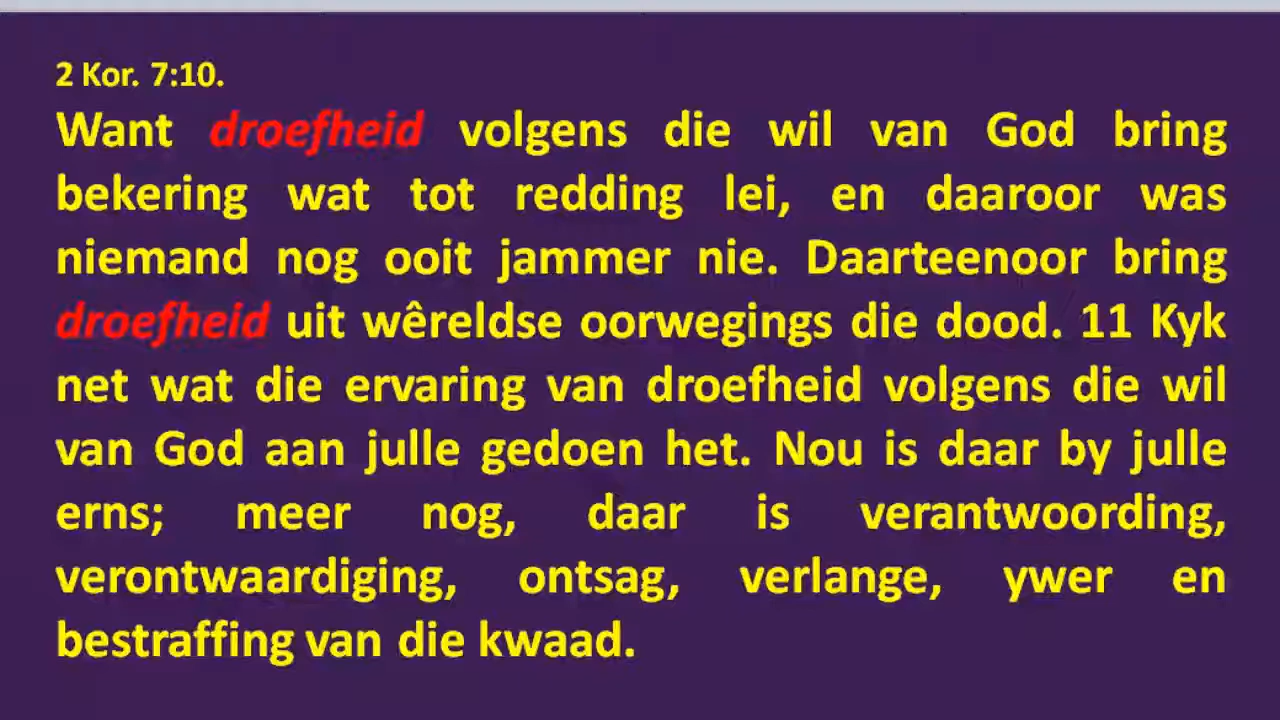 2 Kor. 7:10.
Want droefheid volgens die wil van God bring
bekering wat tot redding lei, en daaroor was
niemand nog ooit jammer nie. Daarteenoor bring
droefheid uit wêreldse oorwegings die dood. 11 Kyk
net wat die ervaring van droefheid volgens die wil
van God aan julle gedoen het. Nou is daar by julle
erns; meer nog, daar is verantwoording,
verontwaardiging, ontsag, verlange, ywer en
bestraffing van die kwaad.